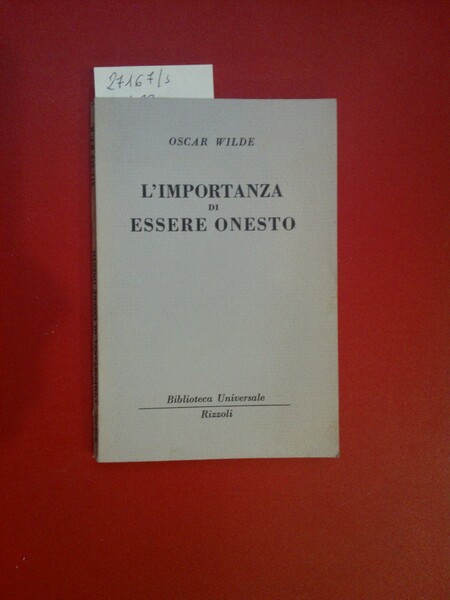 27167/s
OSCAR WILDE
L'IMPORTANZA
DI
ESSERE ONESTO
Biblioteca Universale
Rizzoli